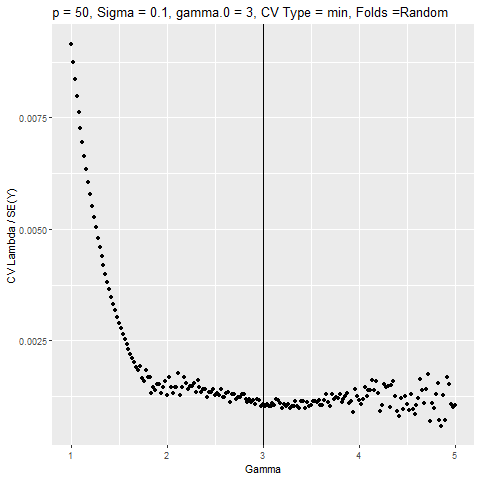 p = 50, Sigma = 0.1, gamma.0 = 3, CV Type = min, Folds =Random
CV Lambda / SE(Y)
0.0075
0.0050
0.0025
1
2
3
4
5
Gamma